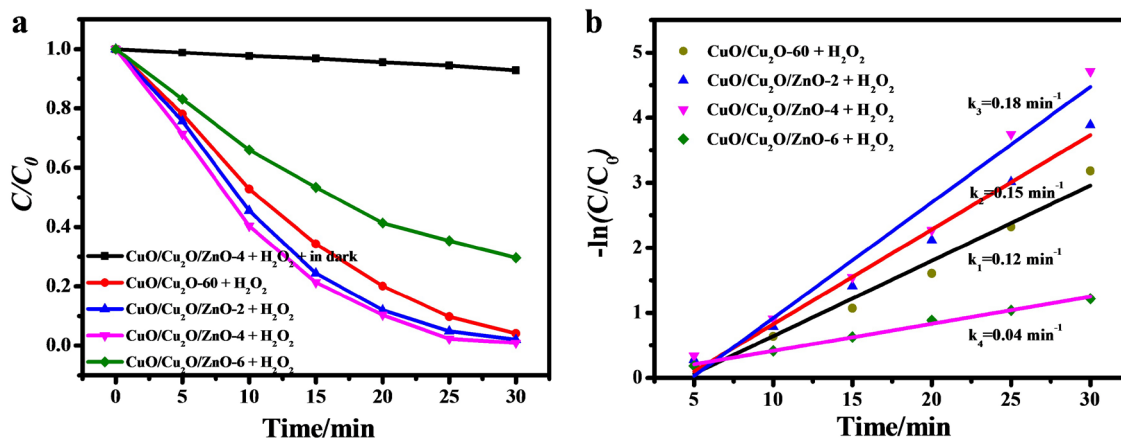 a
C/C₀
1.0
0.8
0.6
0.4
0.2
0.0
CuO/Cu₂O/ZnO-4 + H₂O₂ + in dark
CuO/Cu₂O-60 + H₂O₂
CuO/Cu₂O/ZnO-2 + H₂O₂
CuO/Cu₂O/ZnO-4 + H₂O₂
CuO/Cu₂O/ZnO-6 + H₂O₂
0 5 10 15 20 25 30
Time/min
b
-ln(C/C₀)
5
4
3
2
1
0
CuO/Cu₂O-60 + H₂O₂
CuO/Cu₂O/ZnO-2 + H₂O₂
CuO/Cu₂O/ZnO-4 + H₂O₂
CuO/Cu₂O/ZnO-6 + H₂O₂
k₃=0.18 min⁻¹
k₂=0.15 min⁻¹
k₁=0.12 min⁻¹
k₄=0.04 min⁻¹
5 10 15 20 25 30
Time/min